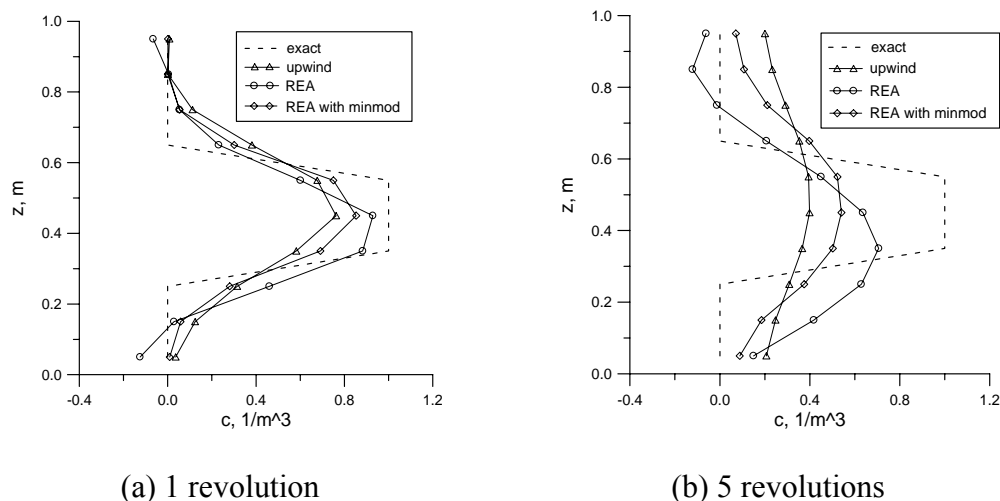 1.0
0.8
0.6
0.4
0.2
0.0
z, m
-0.4
0.0
0.4
0.8
1.2
c, 1/m^3
exact
upwind
REA
REA with minmod
(a) 1 revolution
1.0
0.8
0.6
0.4
0.2
0.0
z, m
-0.4
0.0
0.4
0.8
1.2
c, 1/m^3
exact
upwind
REA
REA with minmod
(b) 5 revolutions